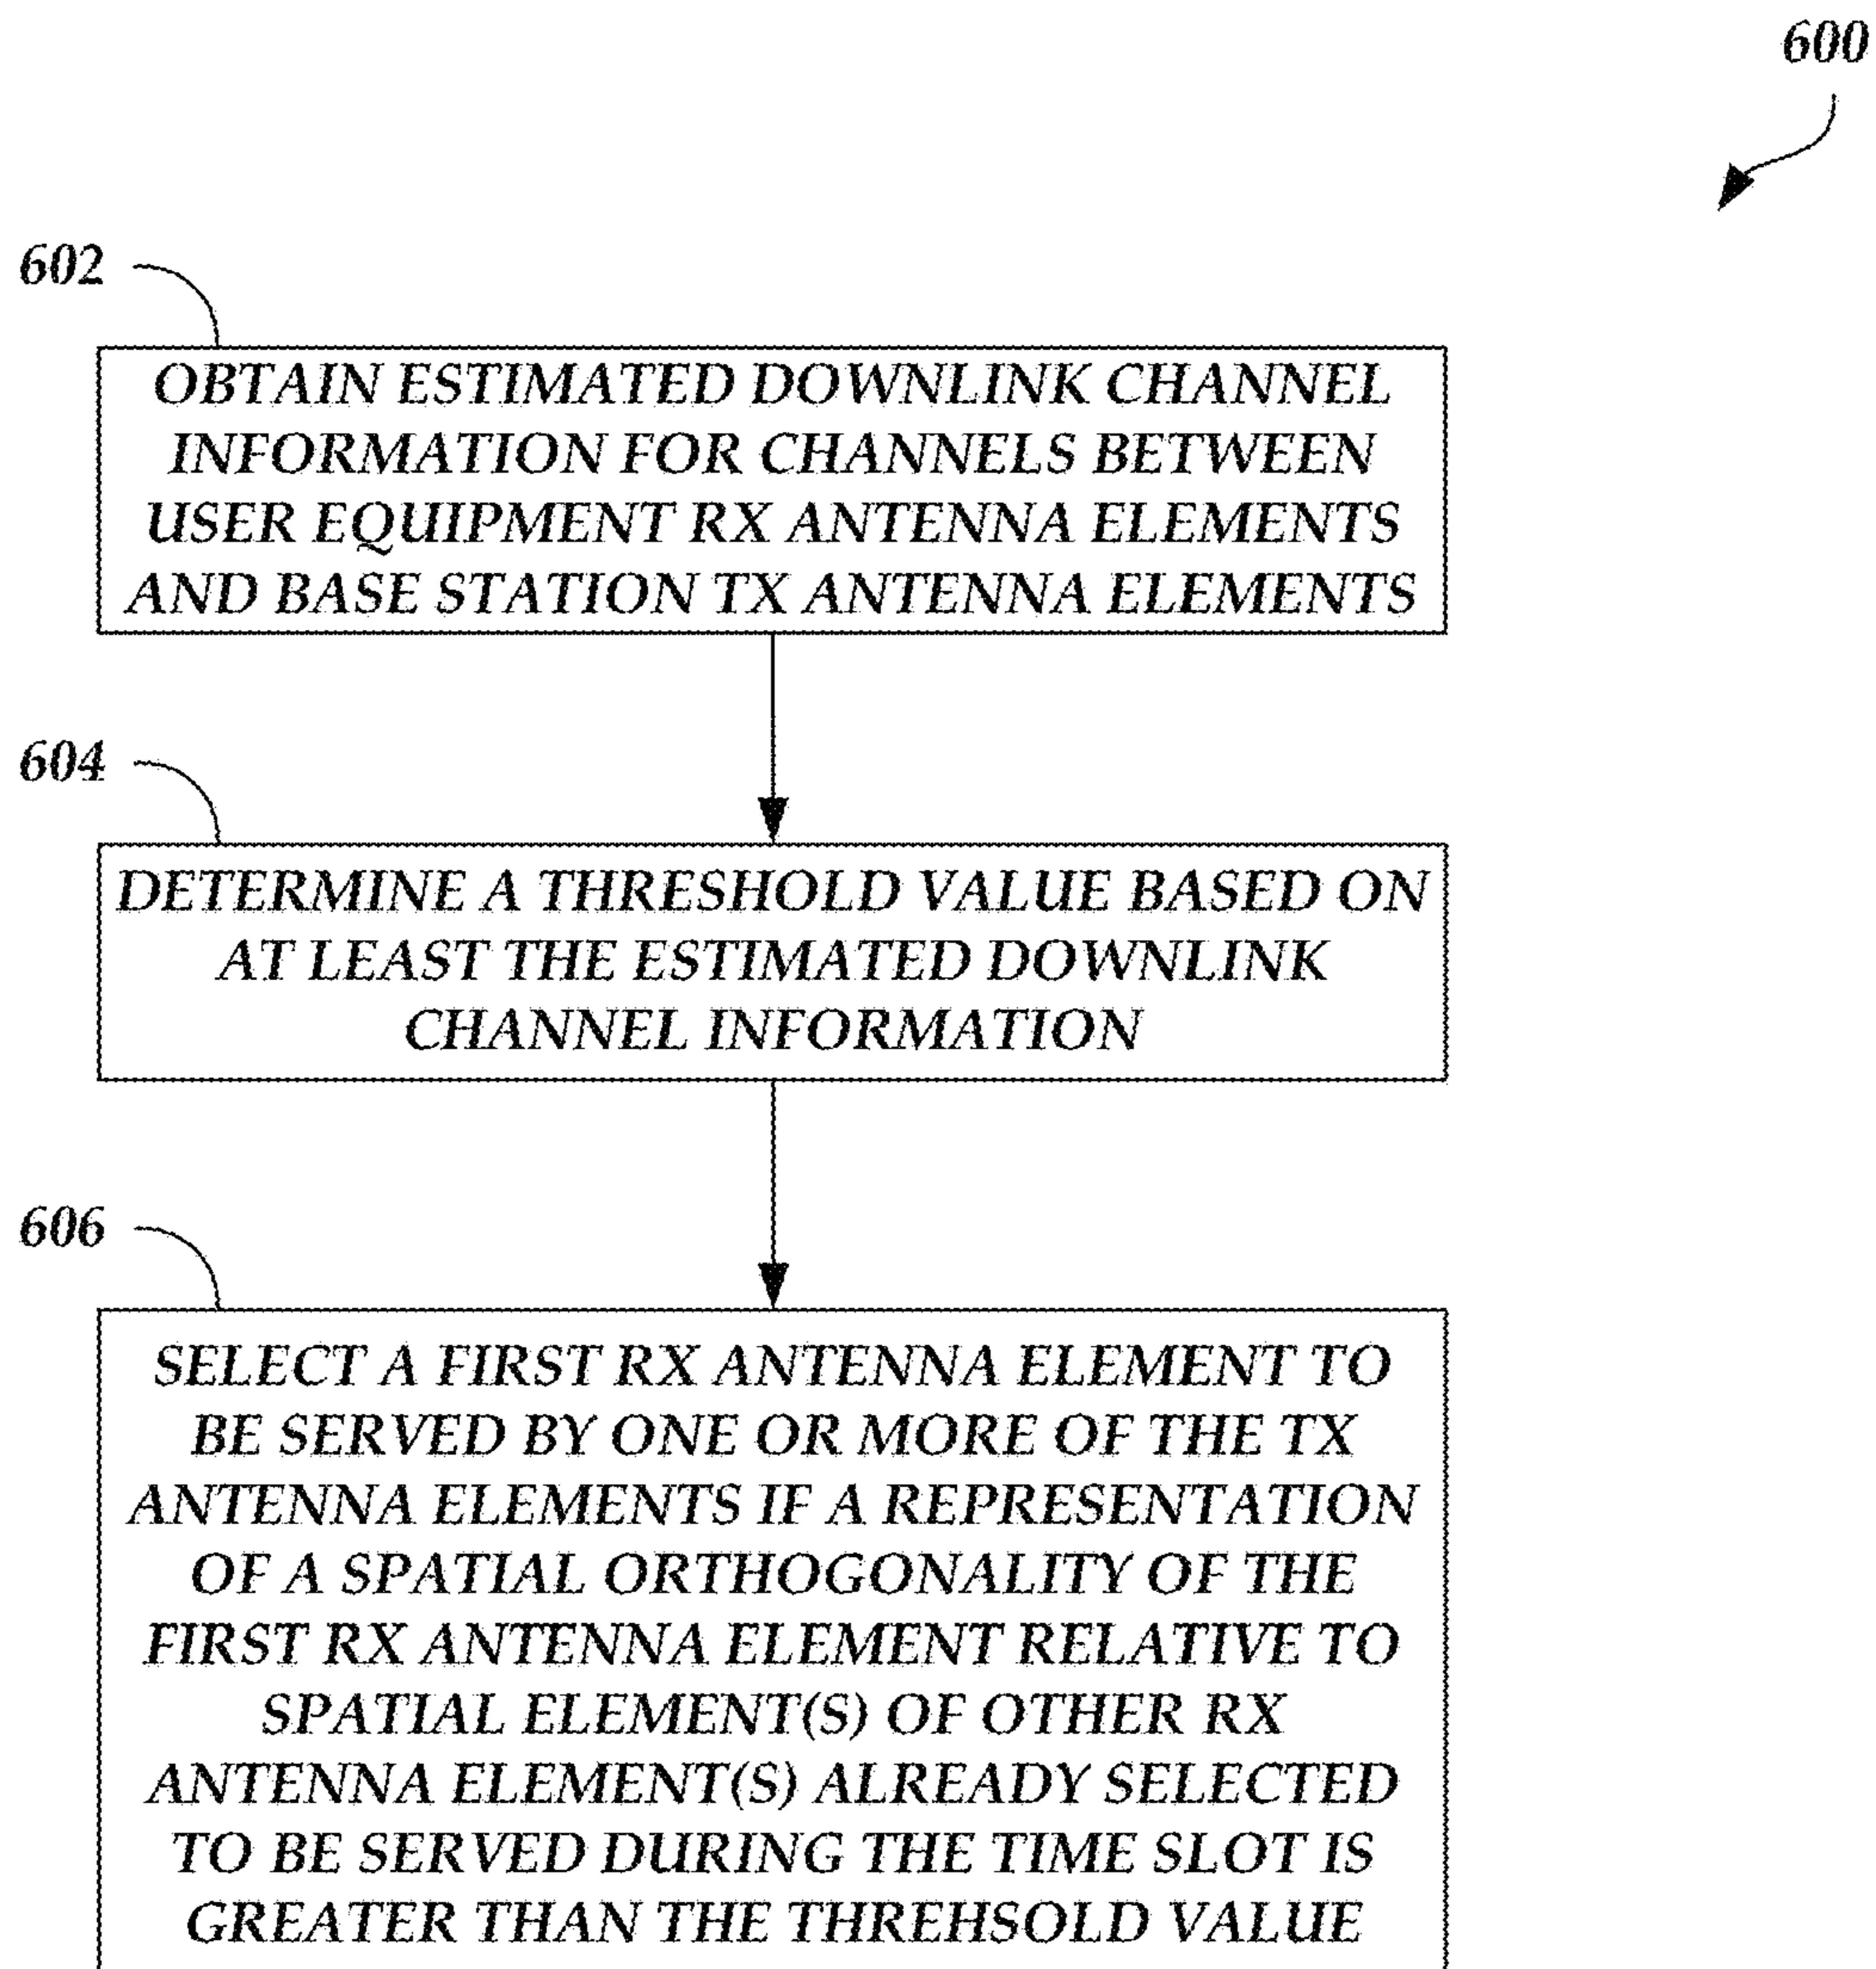 600
602
OBTAIN ESTIMATED DOWNLINK CHANNEL
INFORMATION FOR CHANNELS BETWEEN
USER EQUIPMENT RX ANTENNA ELEMENTS
AND BASE STATION TX ANTENNA ELEMENTS
604
DETERMINE A THRESHOLD VALUE BASED ON
AT LEAST THE ESTIMATED DOWNLINK
CHANNEL INFORMATION
606
SELECT A FIRST RX ANTENNA ELEMENT TO
BE SERVED BY ONE OR MORE OF THE TX
ANTENNA ELEMENTS IF A REPRESENTATION
OF A SPATIAL ORTHOGONALITY OF THE
FIRST RX ANTENNA ELEMENT RELATIVE TO
SPATIAL ELEMENT(S) OF OTHER RX
ANTENNA ELEMENT(S) ALREADY SELECTED
TO BE SERVED DURING THE TIME SLOT IS
GREATER THAN THE THREHSOLD VALUE